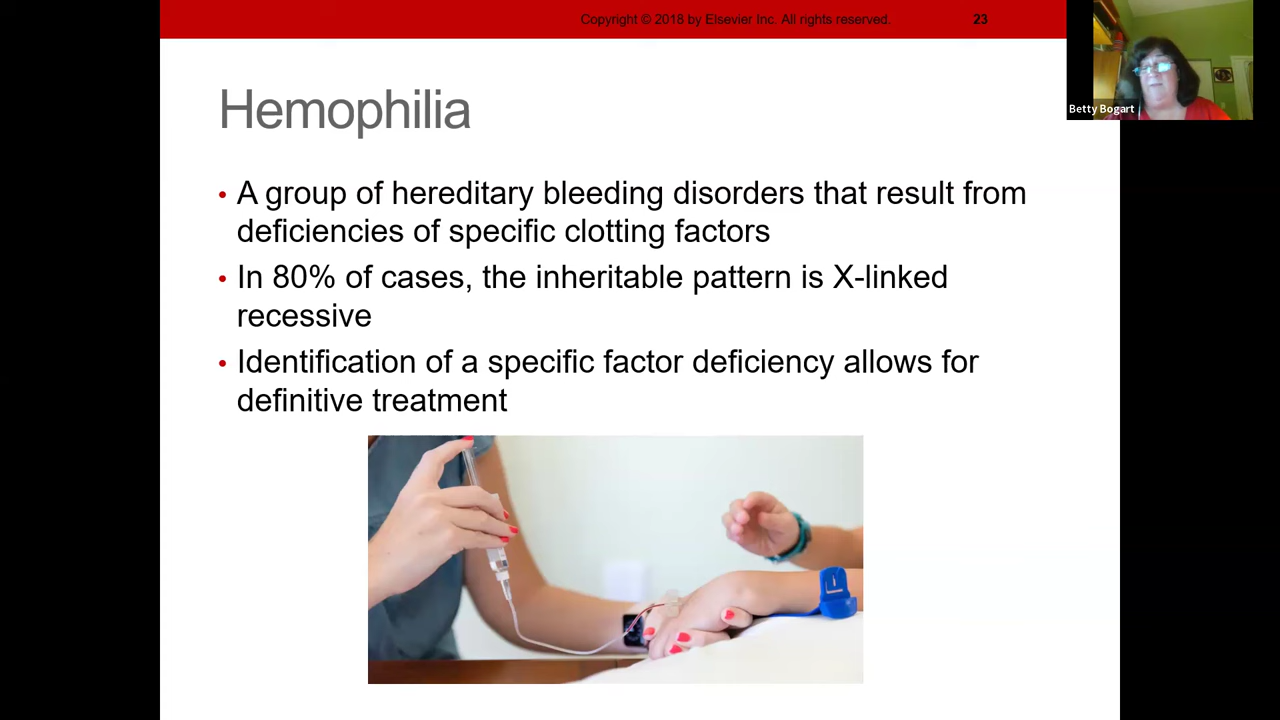 Copyright © 2018 by Elsevier Inc. All rights reserved. 23
Betty Bogart
Hemophilia
• A group of hereditary bleeding disorders that result from
deficiencies of specific clotting factors
• In 80% of cases, the inheritable pattern is X-linked
recessive
• Identification of a specific factor deficiency allows for
definitive treatment